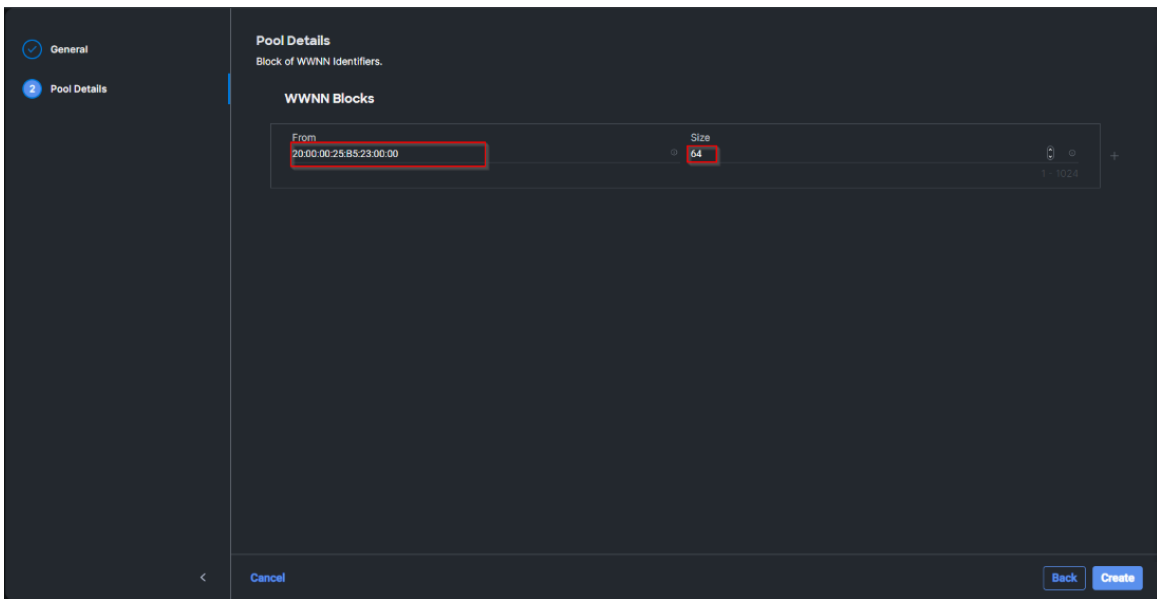 General
2
Pool Details
Pool Details
Block of WWNN Identifiers.
WWNN Blocks
From
20:00:00:25:B5:23:00:00
Size
64
1 - 1024
Cancel
Back
Create